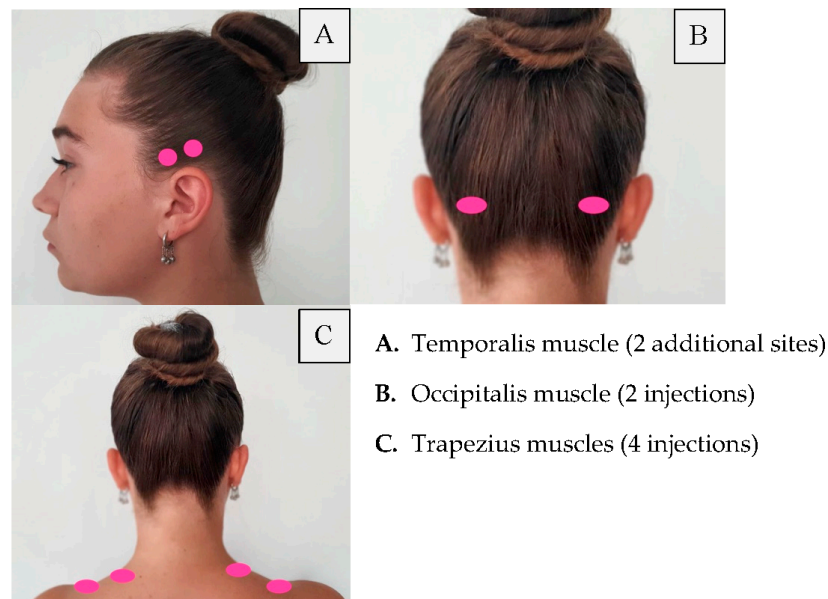 A
B
C
A. Temporalis muscle (2 additional sites)
B. Occipitalis muscle (2 injections)
C. Trapezius muscles (4 injections)